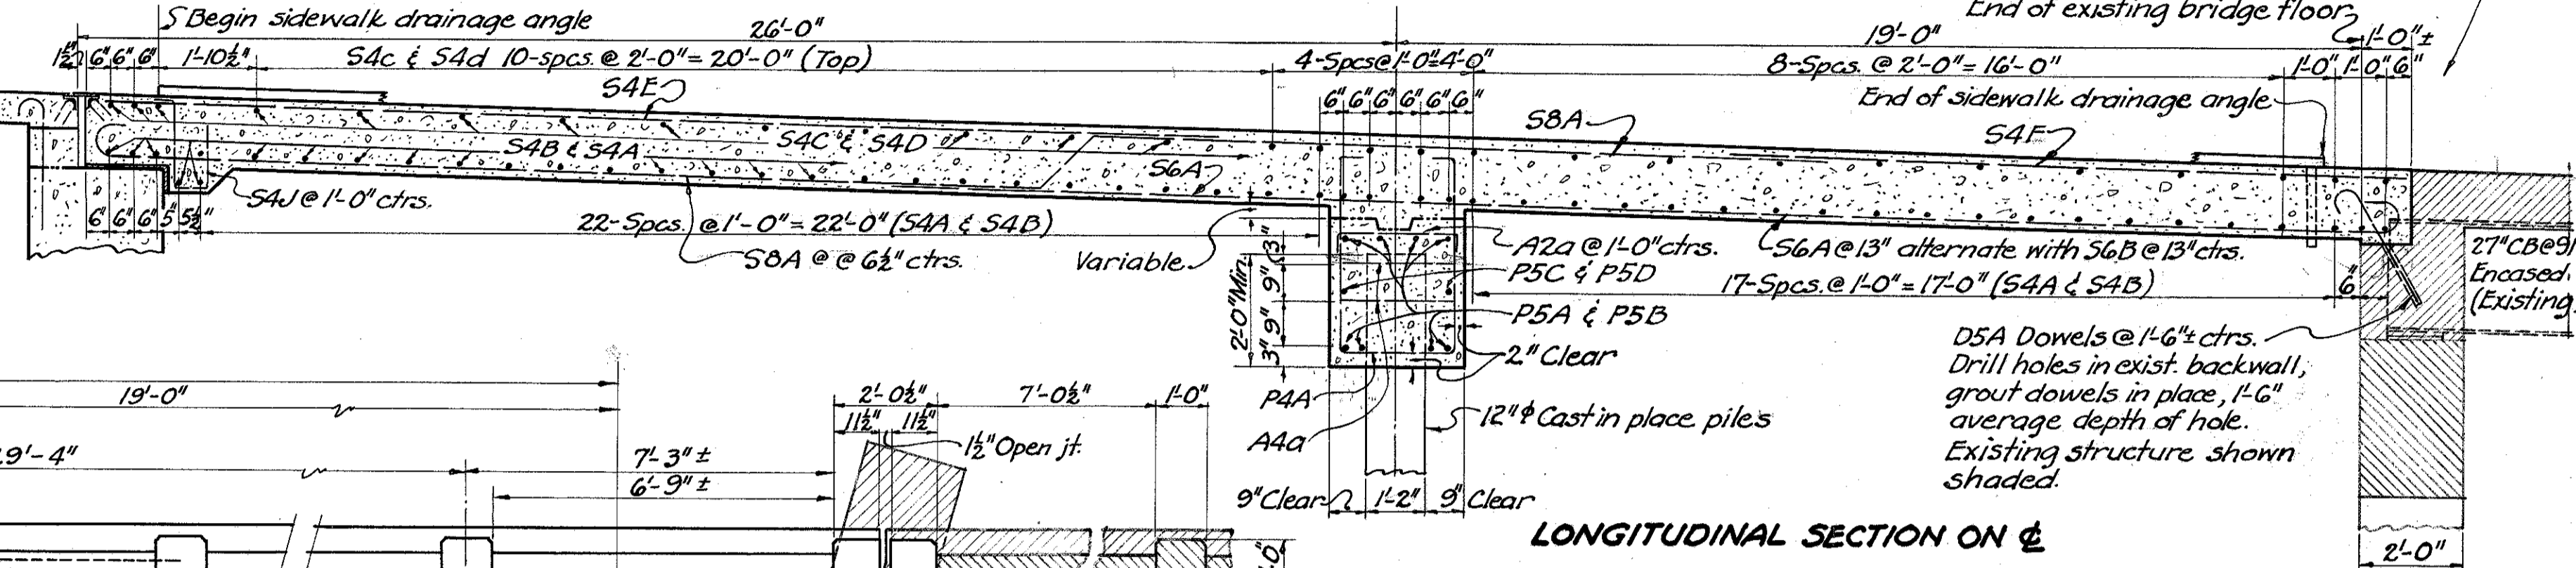 Begin sidewalk drainage angle
End of existing bridge floor
26'-0"
19'-0"
1'-0"±
1½"
6"
6"
6"
1'-10½"
S4c & S4d 10-spcs. @ 2'-0" = 20'-0" (Top)
4-Spcs@1'-0"=4'-0"
8-Spcs. @ 2'-0" = 16'-0"
1'-0"
1'-0"
6"
S4E
6"
6"
6"
6"
6"
6"
End of sidewalk drainage angle
S8A
S4F
S4B & S4A
S4C & S4D
S6A
S4J @ 1'-0" ctrs.
6"
6"
6"
5"
5½"
22-Spcs. @ 1'-0" = 22'-0" (S4A & S4B)
S8A @ @ 6½" ctrs.
Variable
A2a @ 1'-0" ctrs.
S6A @ 13" alternate with S6B @ 13" ctrs.
27" CB @ 91
Encased.
(Existing
P5C & P5D
17-Spcs. @ 1'-0" = 17'-0" (S4A & S4B)
6"
2'-0" Min.
3"
9"
9"
3"
P5A & P5B
2" Clear
D5A Dowels @ 1'-6"± ctrs.
Drill holes in exist. backwall,
grout dowels in place, 1'-6"
average depth of hole.
Existing structure shown
shaded.
P4A
A4a
12"ϕ Cast in place piles
9" Clear
1'-2"
9" Clear
LONGITUDINAL SECTION ON ℄
2'-0"
19'-0"
2'-0½"
7'-0½"
1'-0"
11½"
11½"
1½" Open jt.
29'-4"
7'-3" ±
6'-9" ±
-0"